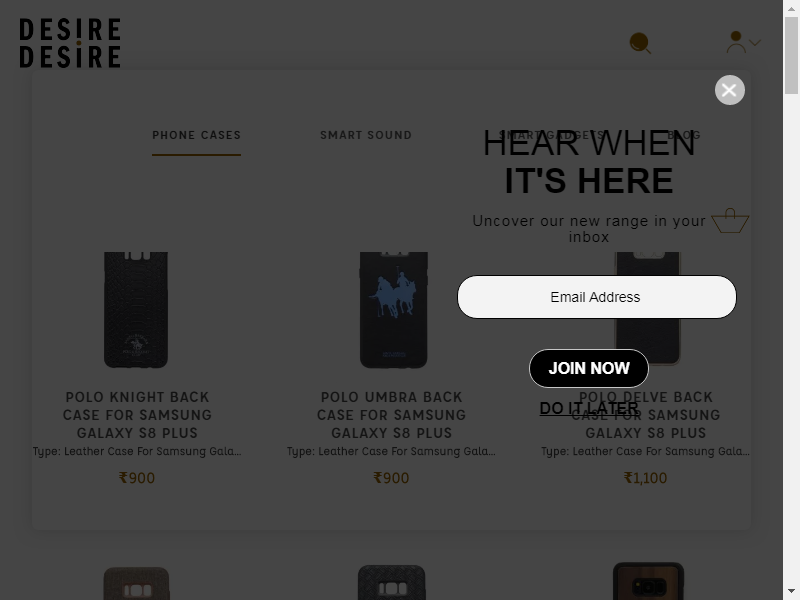 DESIRE
DESIRE
PHONE CASES
SMART SOUND
SMART GADGETS
BLOG
HEAR WHEN
IT'S HERE
Uncover our new range in your
inbox
Email Address
JOIN NOW
DO IT LATER
POLO KNIGHT BACK
CASE FOR SAMSUNG
GALAXY S8 PLUS
Type: Leather Case For Samsung Gala...
₹900
POLO UMBRA BACK
CASE FOR SAMSUNG
GALAXY S8 PLUS
Type: Leather Case For Samsung Gala...
₹900
POLO DELVE BACK
CASE FOR SAMSUNG
GALAXY S8 PLUS
Type: Leather Case For Samsung Gala...
₹1,100